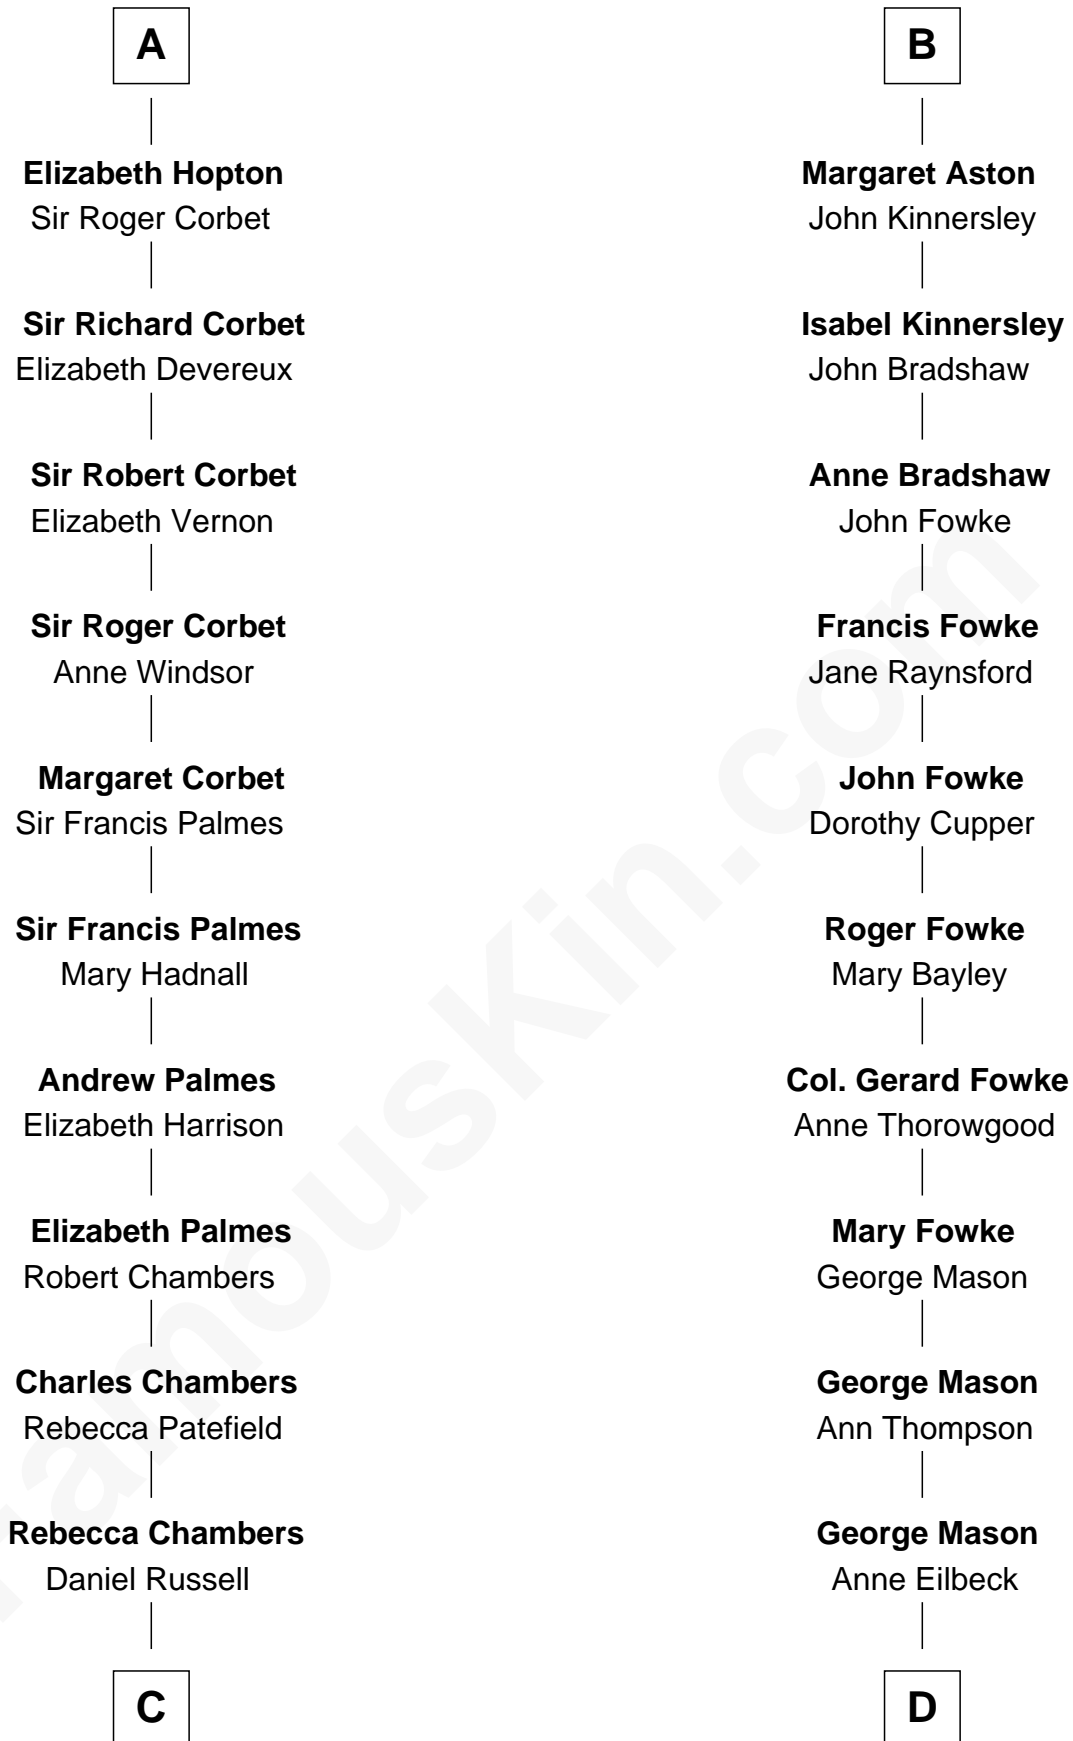 A
Elizabeth Hopton
Sir Roger Corbet
Sir Richard Corbet
Elizabeth Devereux
Sir Robert Corbet
Elizabeth Vernon
Sir Roger Corbet
Anne Windsor
Margaret Corbet
Sir Francis Palmes
Sir Francis Palmes
Mary Hadnall
Andrew Palmes
Elizabeth Harrison
Elizabeth Palmes
Robert Chambers
Charles Chambers
Rebecca Patefield
Rebecca Chambers
Daniel Russell
C
B
Margaret Aston
John Kinnersley
Isabel Kinnersley
John Bradshaw
Anne Bradshaw
John Fowke
Francis Fowke
Jane Raynsford
John Fowke
Dorothy Cupper
Roger Fowke
Mary Bayley
Col. Gerard Fowke
Anne Thorowgood
Mary Fowke
George Mason
George Mason
Ann Thompson
George Mason
Anne Eilbeck
D
FamousKin.com